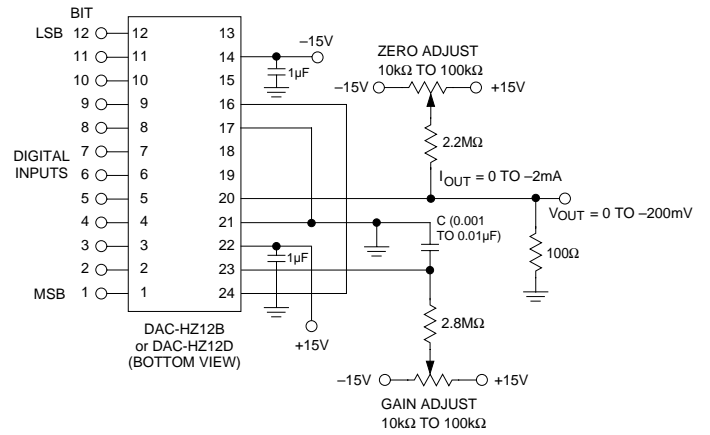 BIT
LSB 12 12 13
11 11 14 –15V
1µF
10 10 15
9 9 16
8 8 17
DIGITAL
INPUTS
7 7 18
6 6 19
5 5 20
4 4 21
3 3 22
1µF
2 2 23
MSB 1 1 24
+15V
DAC-HZ12B
or DAC-HZ12D
(BOTTOM VIEW)
ZERO ADJUST
10kΩ TO 100kΩ
–15V +15V
2.2MΩ
IOUT = 0 TO –2mA
VOUT = 0 TO –200mV
C (0.001
TO 0.01µF)
100Ω
2.8MΩ
–15V +15V
GAIN ADJUST
10kΩ TO 100kΩ